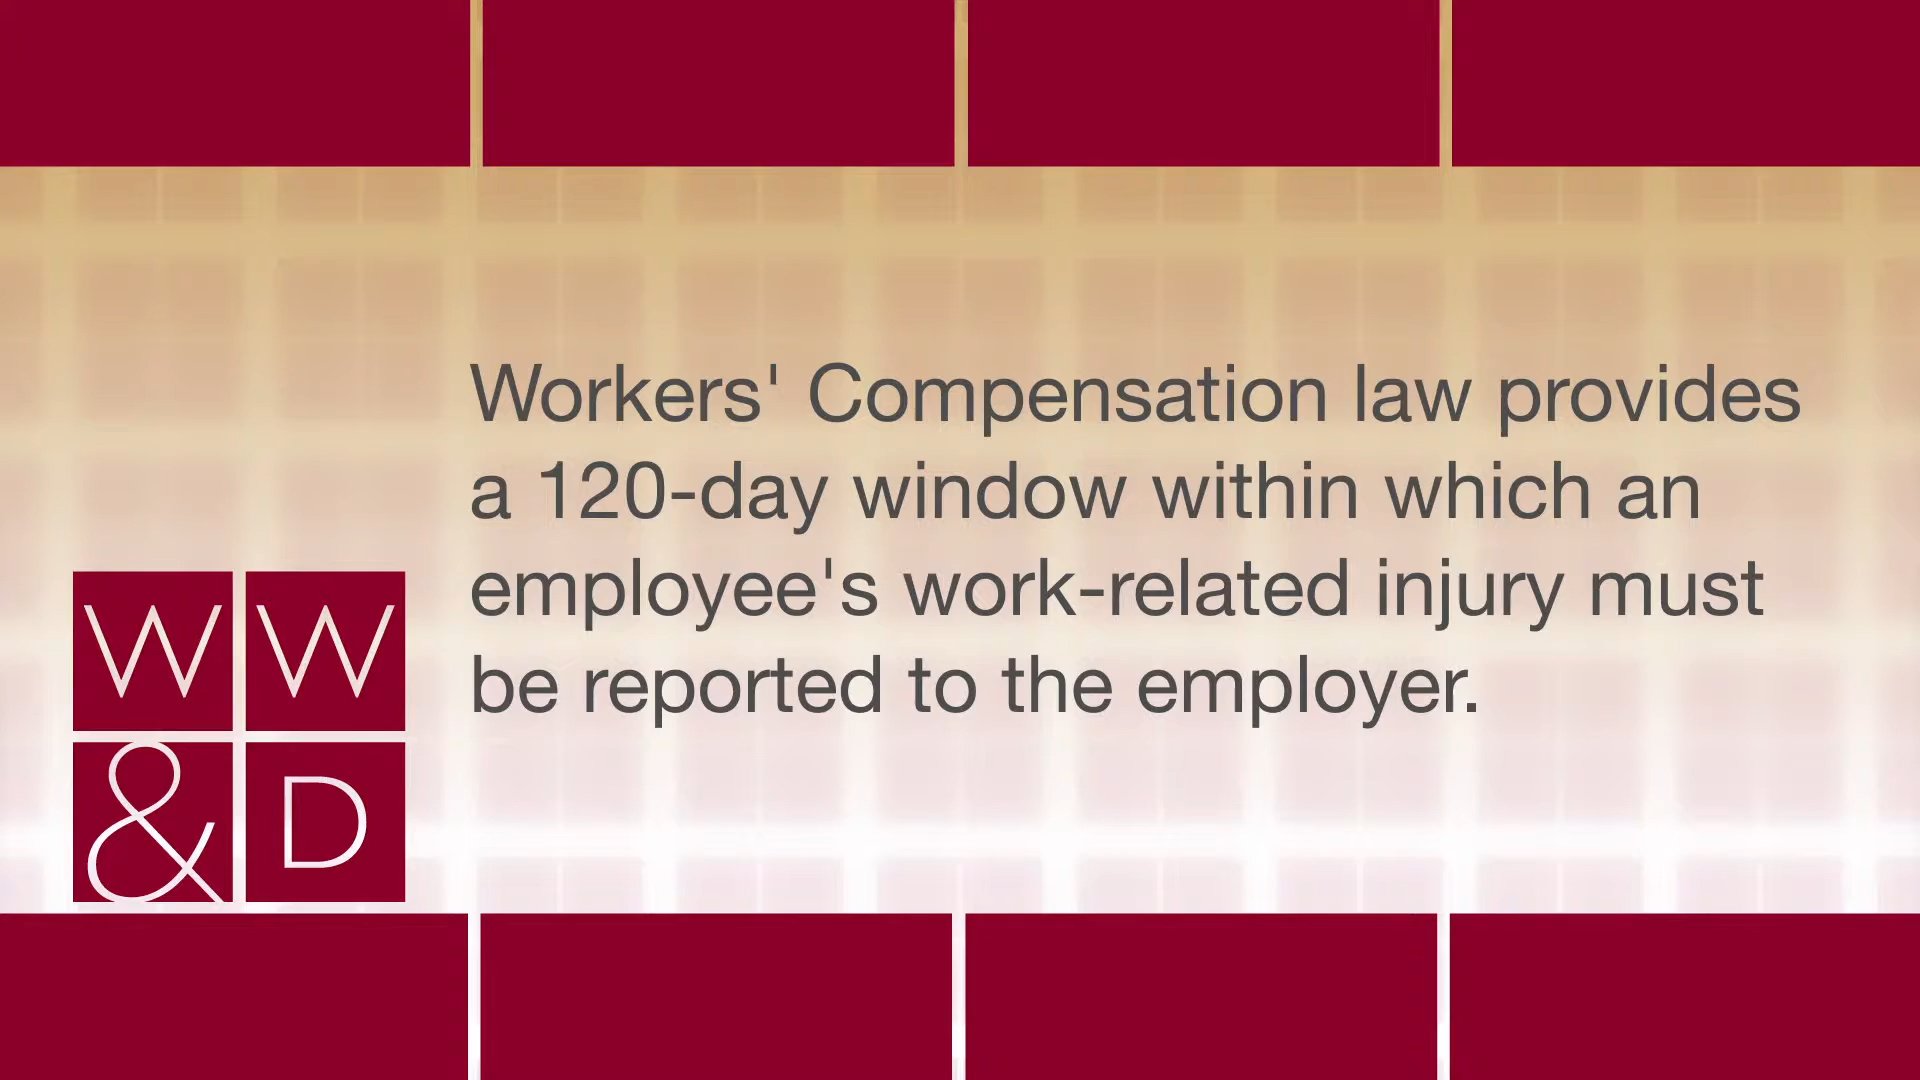 Workers' Compensation law provides
a 120-day window within which an
employee's work-related injury must
be reported to the employer.
W W
& D